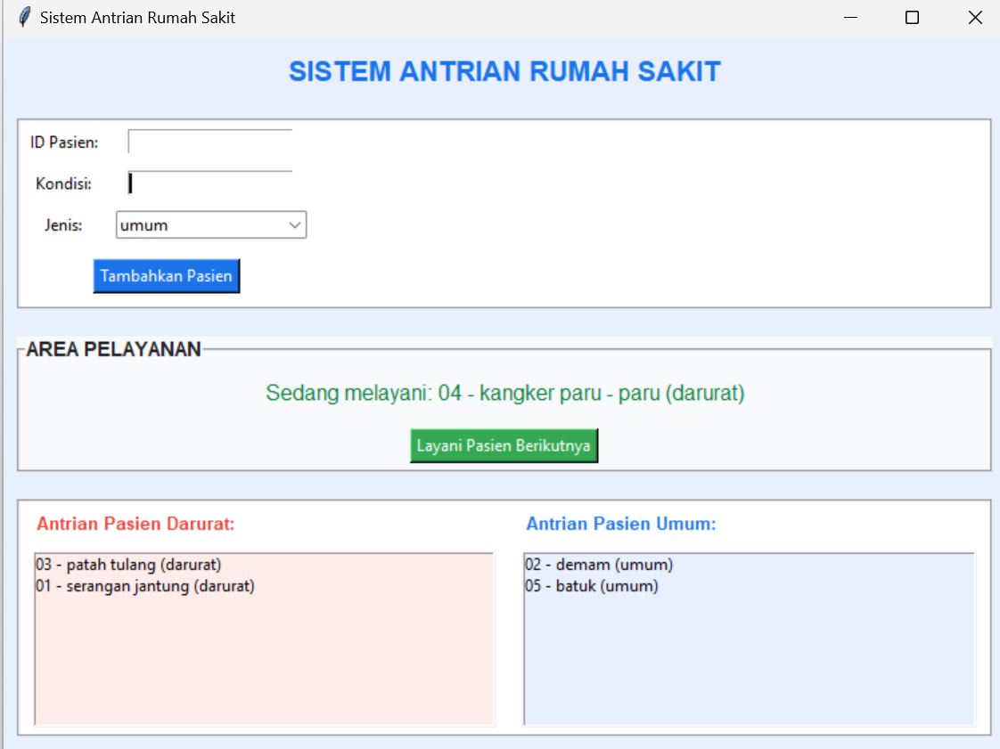 Sistem Antrian Rumah Sakit
SISTEM ANTRIAN RUMAH SAKIT
ID Pasien:
Kondisi:
Jenis: umum
Tambahkan Pasien
AREA PELAYANAN
Sedang melayani: 04 - kangker paru - paru (darurat)
Layani Pasien Berikutnya
Antrian Pasien Darurat:
03 - patah tulang (darurat)
01 - serangan jantung (darurat)
Antrian Pasien Umum:
02 - demam (umum)
05 - batuk (umum)